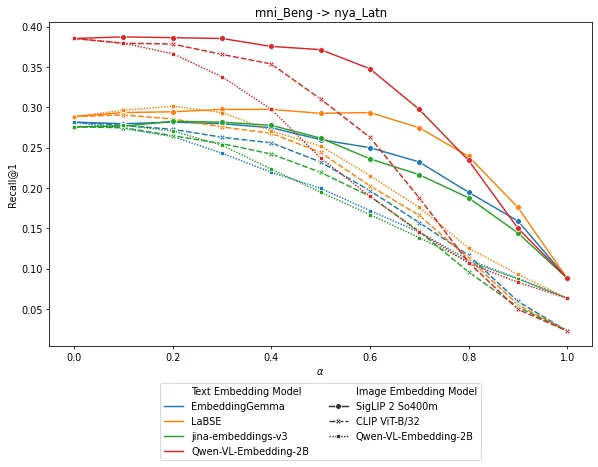 mni_Beng -> nya_Latn
Recall@1
0.40
0.35
0.30
0.25
0.20
0.15
0.10
0.05
0.0
0.2
0.4
0.6
0.8
1.0
α
Text Embedding Model
EmbeddingGemma
LaBSE
jina-embeddings-v3
Qwen-VL-Embedding-2B
Image Embedding Model
SigLIP 2 So400m
CLIP ViT-B/32
Qwen-VL-Embedding-2B